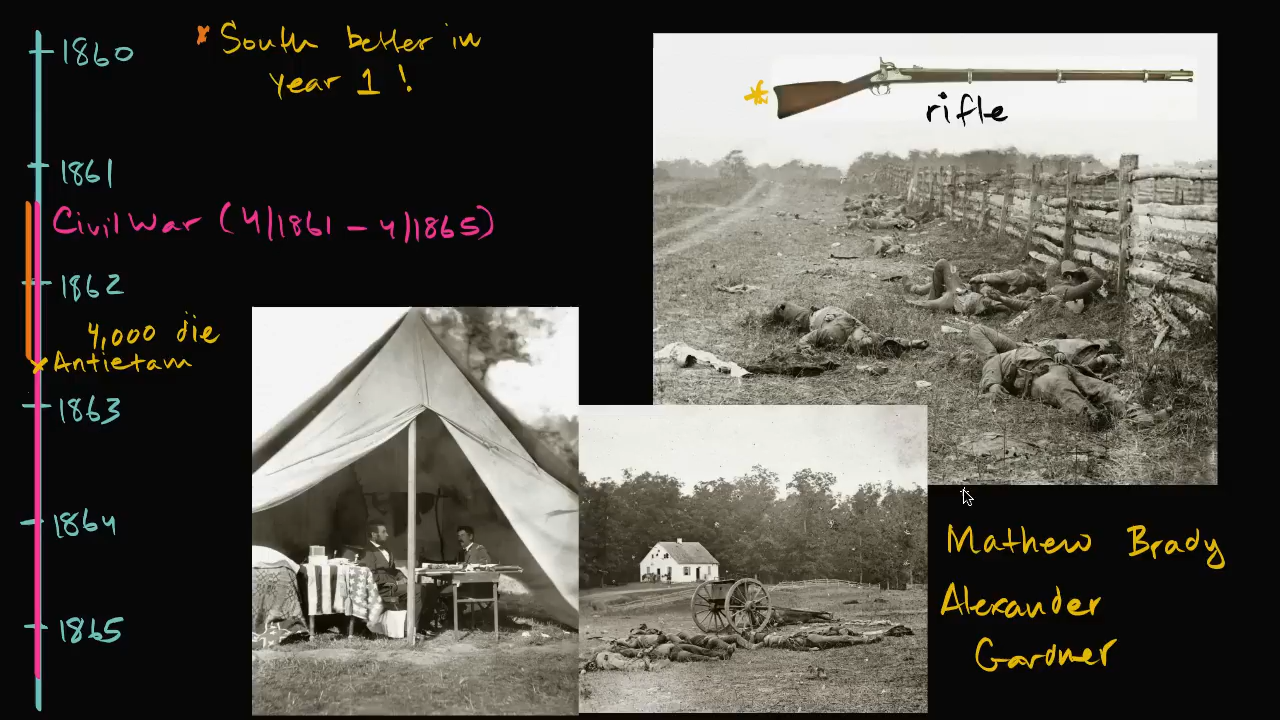 1860
* South better in
year 1 !
1861
Civil War (4/1861 - 4/1865)
1862
4,000 die
Antietam
1863
1864
1865
* rifle
Mathew Brady
Alexander
Gardner